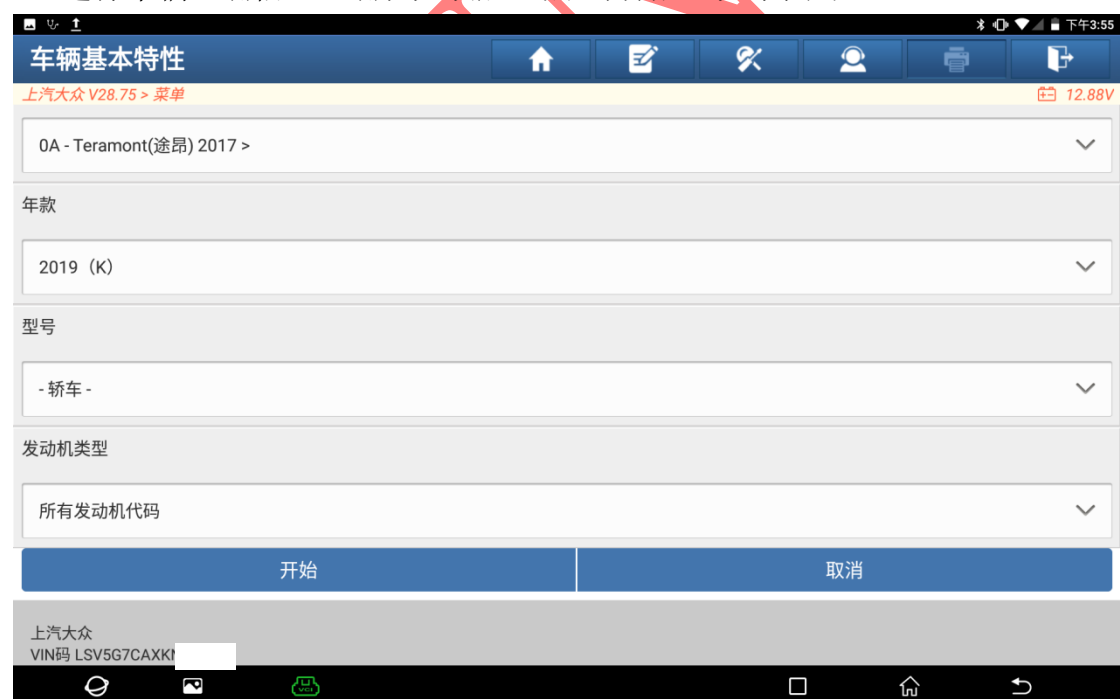 下午3:55
车辆基本特性
上汽大众 V28.75 > 菜单
12.88V
0A - Teramont(途昂) 2017 >
年款
2019（K）
型号
- 轿车 -
发动机类型
所有发动机代码
开始
取消
上汽大众
VIN码 LSV5G7CAXK
VCI